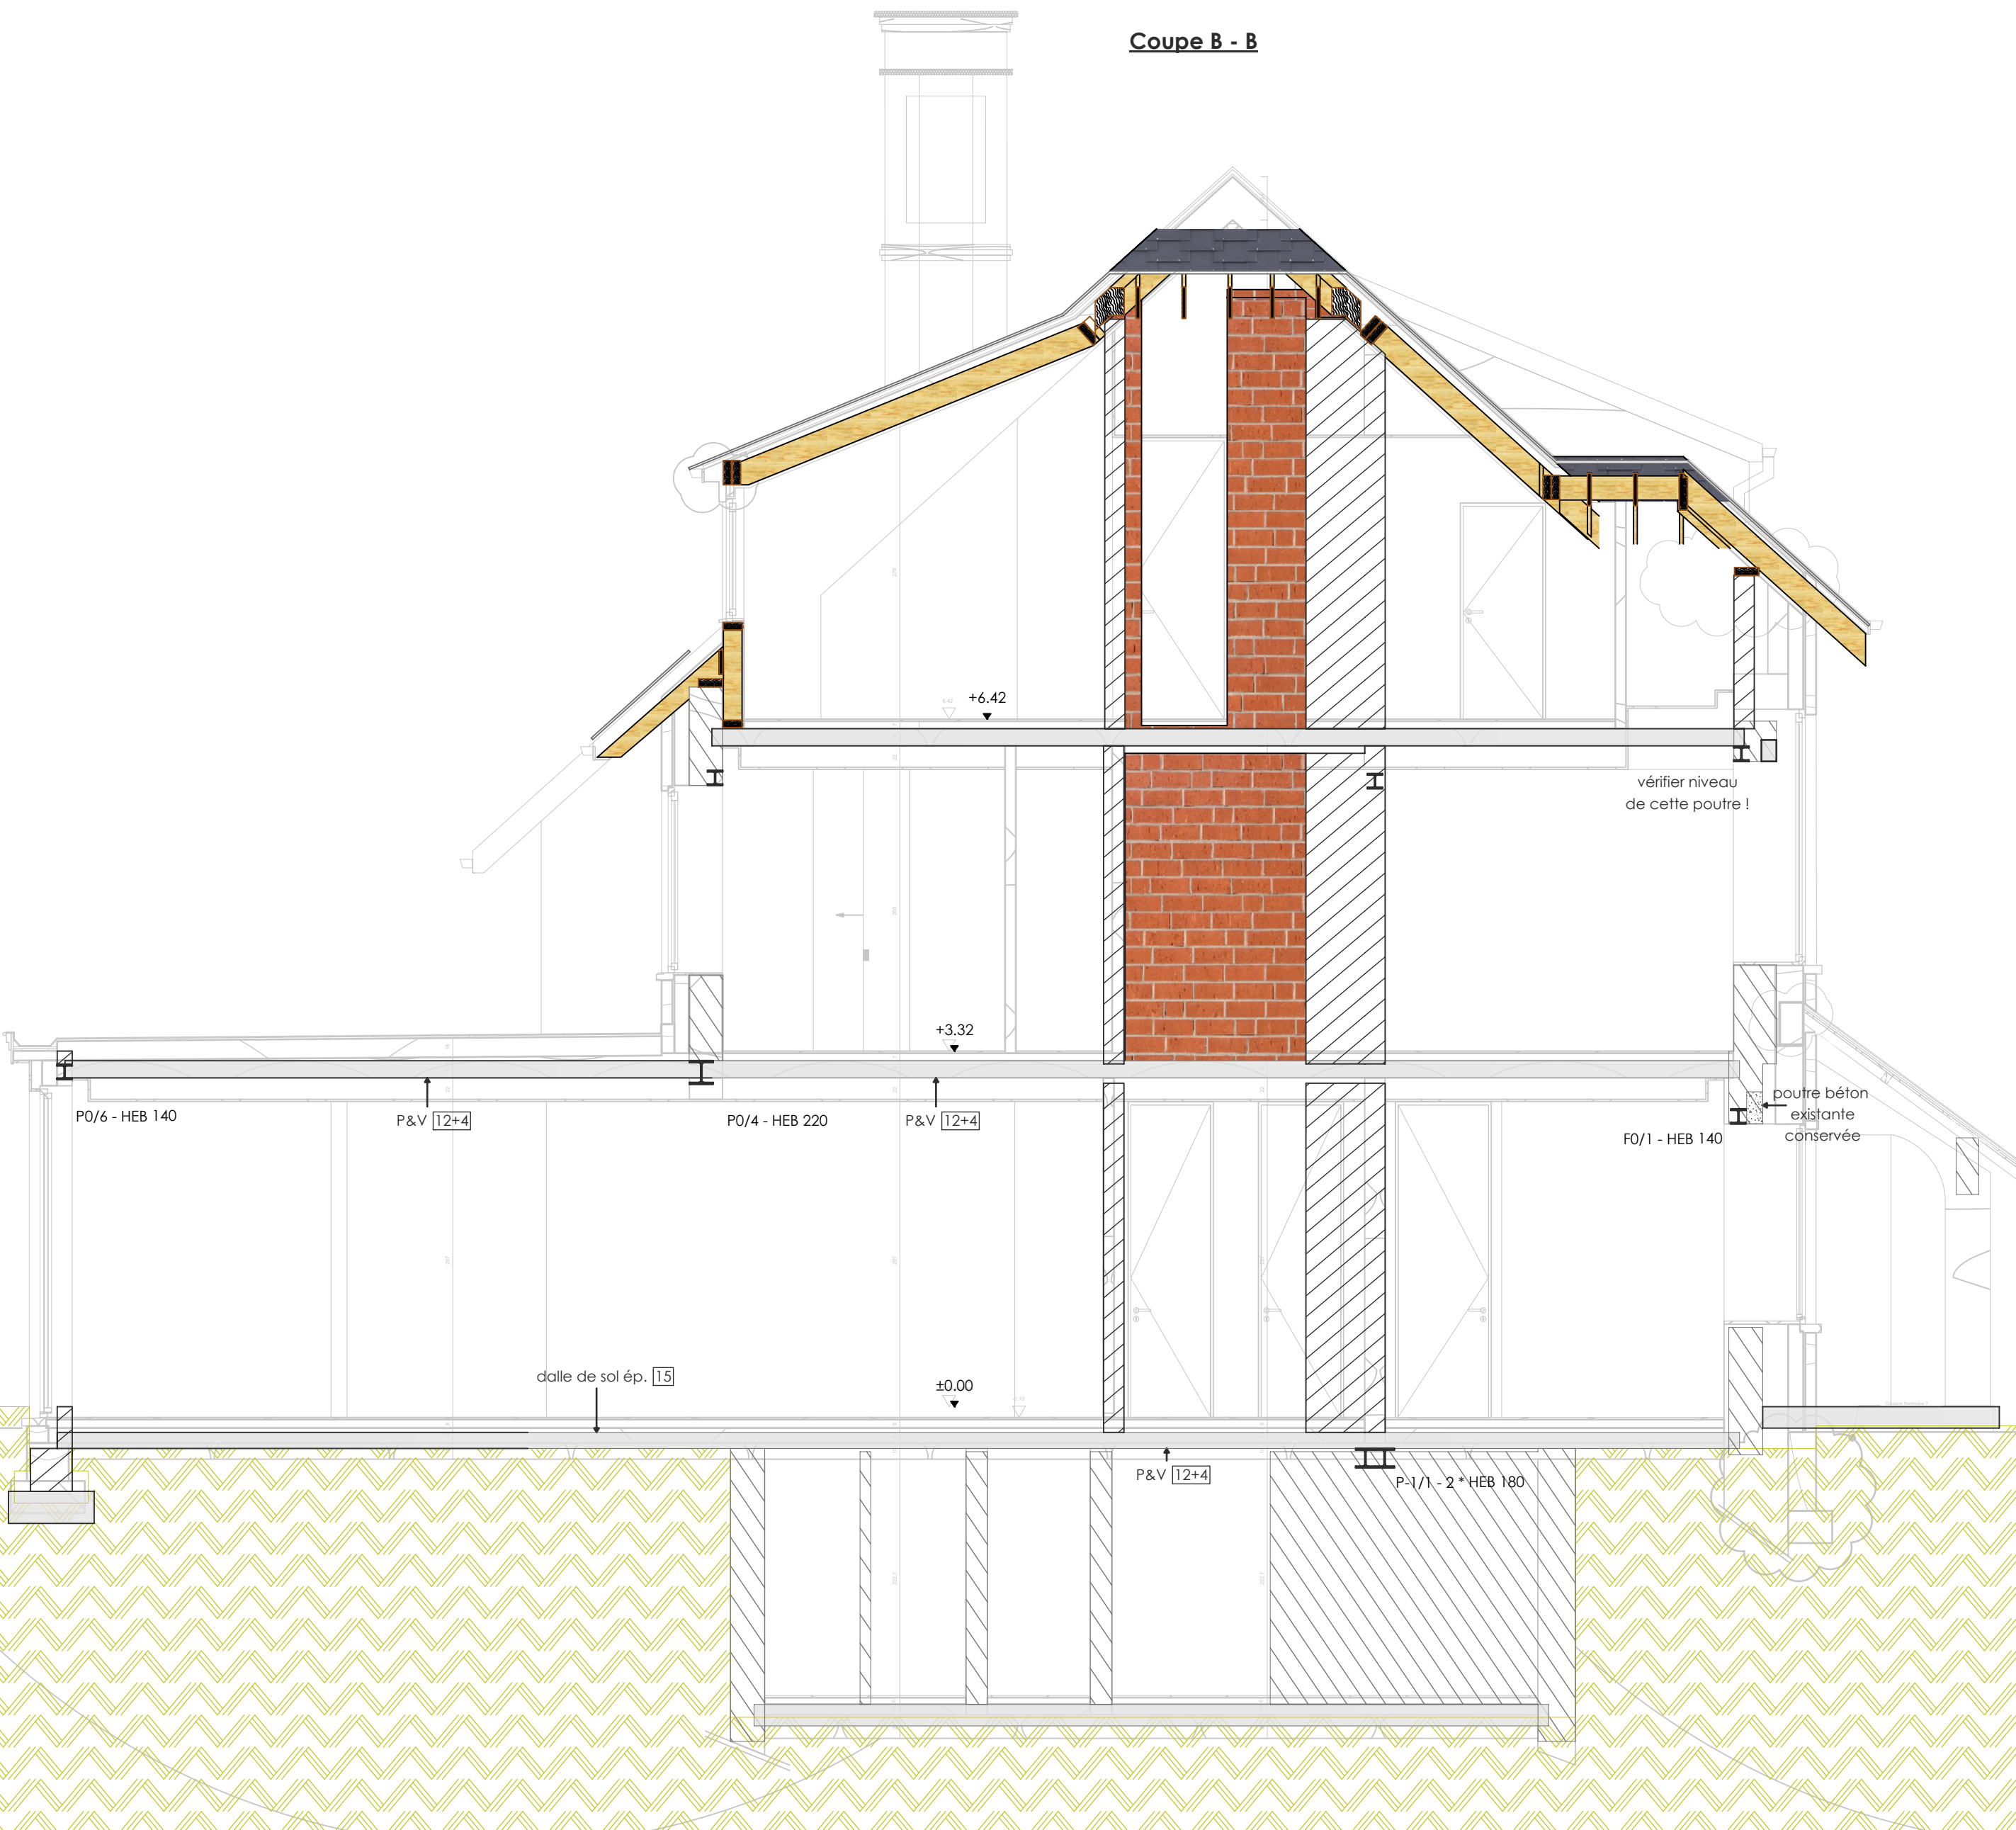 Coupe B - B
6.42
+6.42
vérifier niveau
de cette poutre !
+3.32
P0/6 - HEB 140
P&V 12+4
P0/4 - HEB 220
P&V 12+4
F0/1 - HEB 140
poutre béton
existante
conservée
dalle de sol ép. 15
±0.00
P&V 12+4
P-1/1 - 2 * HEB 180